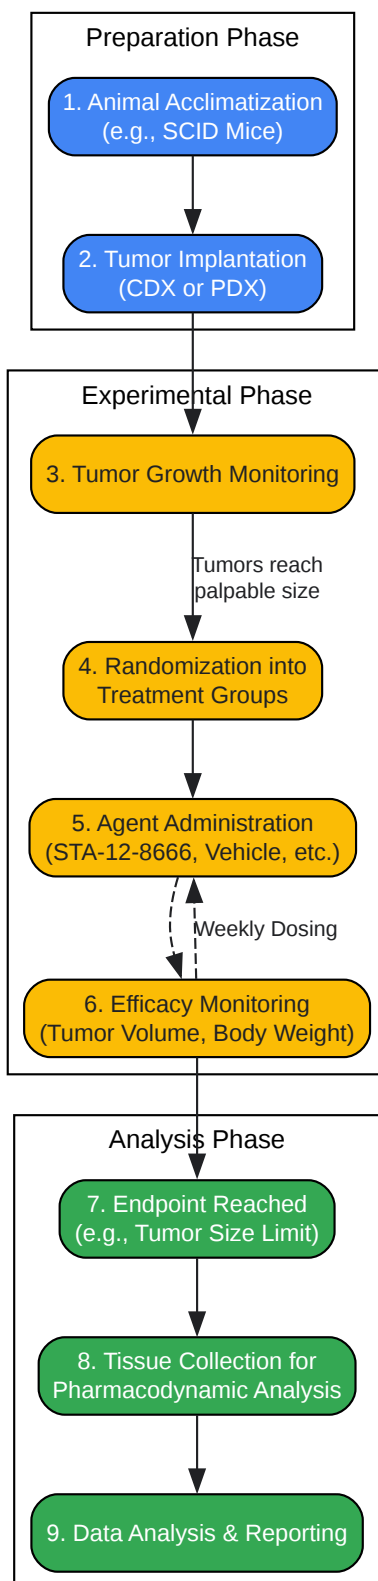 Preparation Phase
1. Animal Acclimatization
(e.g., SCID Mice)
2. Tumor Implantation
(CDX or PDX)
Experimental Phase
3. Tumor Growth Monitoring
Tumors reach
palpable size
4. Randomization into
Treatment Groups
5. Agent Administration
(STA-12-8666, Vehicle, etc.)
Weekly Dosing
6. Efficacy Monitoring
(Tumor Volume, Body Weight)
Analysis Phase
7. Endpoint Reached
(e.g., Tumor Size Limit)
8. Tissue Collection for
Pharmacodynamic Analysis
9. Data Analysis & Reporting